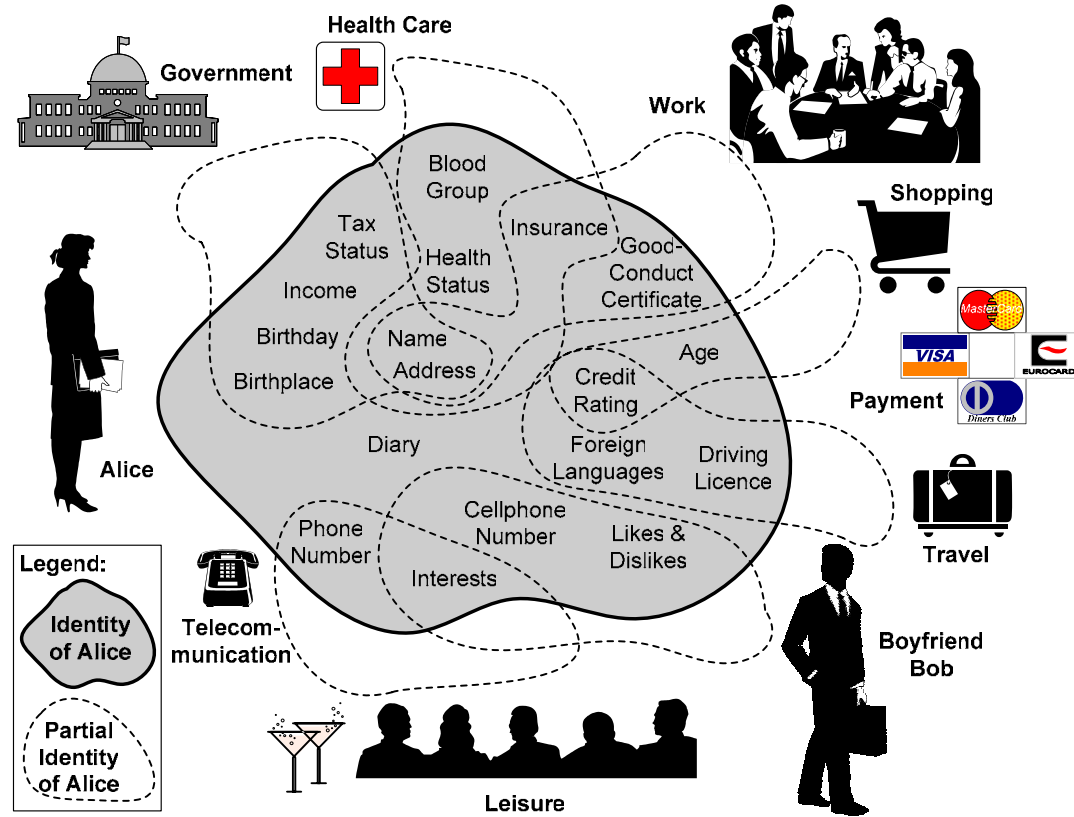 Health Care
Government
Work
Shopping
Blood
Group
Tax
Status
Insurance
Good-
Conduct
Certificate
Health
Status
Income
MasterCard
Birthday
Name
Address
Age
VISA
EUROCARD
Birthplace
Credit
Rating
Payment
Diners Club
Diary
Foreign
Languages
Driving
Licence
Alice
Cellphone
Number
Phone
Number
Likes &
Dislikes
Interests
Travel
Legend:
Identity
of Alice
Partial
Identity
of Alice
Telecom-
munication
Boyfriend
Bob
Leisure